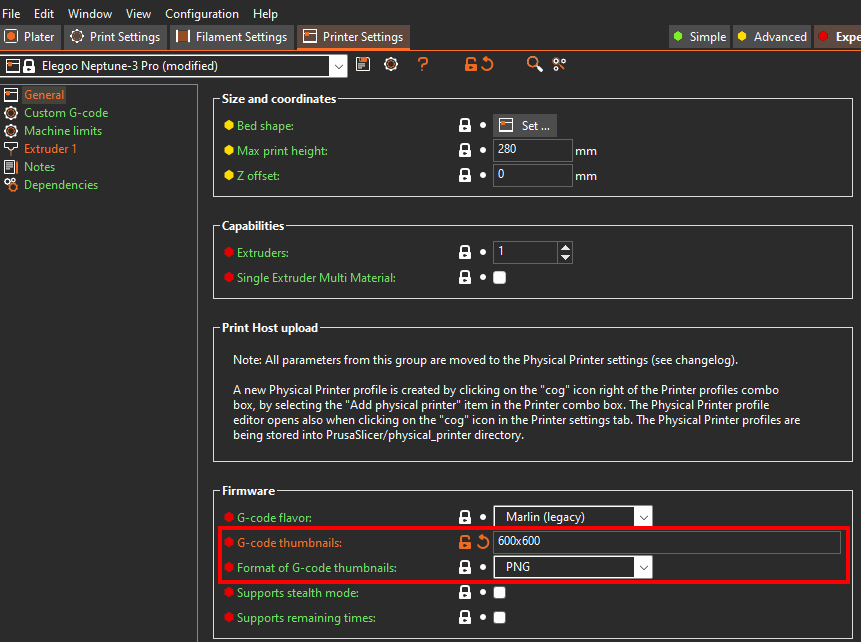 File Edit Window View Configuration Help
Plater Print Settings Filament Settings Printer Settings Simple Advanced Expe
Elegoo Neptune-3 Pro (modified) ?
General
Custom G-code
Machine limits
Extruder 1
Notes
Dependencies
Size and coordinates
Bed shape: Set ...
Max print height: 280 mm
Z offset: 0 mm
Capabilities
Extruders: 1
Single Extruder Multi Material:
Print Host upload
Note: All parameters from this group are moved to the Physical Printer settings (see changelog).
A new Physical Printer profile is created by clicking on the "cog" icon right of the Printer profiles combo
box, by selecting the "Add physical printer" item in the Printer combo box. The Physical Printer profile
editor opens also when clicking on the "cog" icon in the Printer settings tab. The Physical Printer profiles are
being stored into PrusaSlicer/physical_printer directory.
Firmware
G-code flavor: Marlin (legacy)
G-code thumbnails: 600x600
Format of G-code thumbnails: PNG
Supports stealth mode:
Supports remaining times: